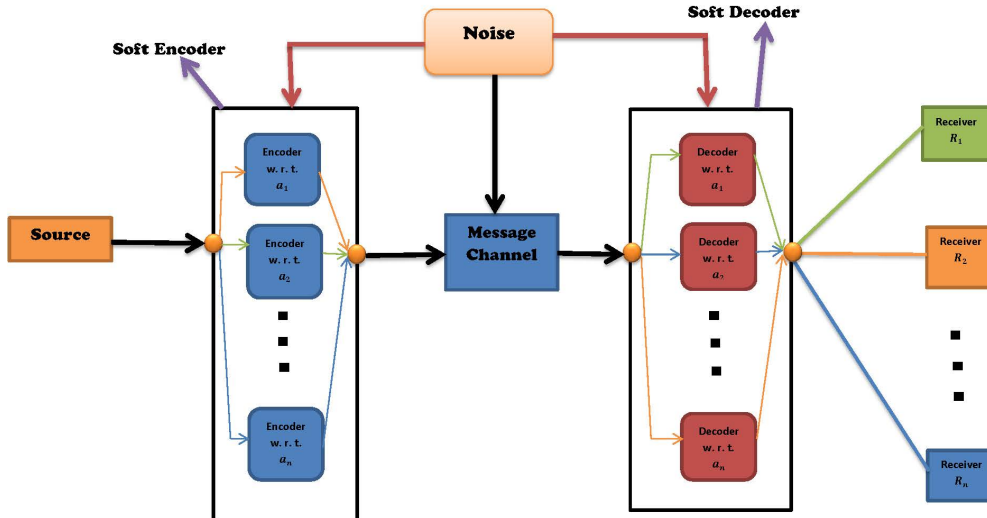 Noise
Soft Encoder
Soft Decoder
Source
Encoder
w. r. t.
a₁
Encoder
w. r. t.
a₂
Encoder
w. r. t.
aₙ
Message
Channel
Decoder
w. r. t.
a₁
Decoder
w. r. t.
a₂
Decoder
w. r. t.
aₙ
Receiver
R₁
Receiver
R₂
Receiver
Rₙ